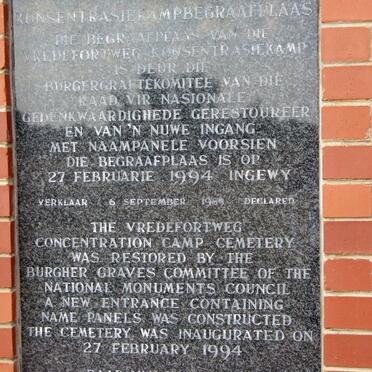 KONSENTRASIEKAMPBEGRAAFPLAAS
DIE BEGRAAFPLAAS VAN DIE
VREDEFORTWEG KONSENTRASIEKAMP
IS DEUR DIE
BURGERGRAFTEKOMITEE VAN DIE
RAAD VIR NASIONALE
GEDENKWAARDIGHEDE GERESTOUREER
EN VAN 'N NUWE INGANG
MET NAAMPANELE VOORSIEN
DIE BEGRAAFPLAAS IS OP
27 FEBRUARIE 1994 INGEWY
VERKLAAR 6 SEPTEMBER 1985 DECLARED
THE VREDEFORTWEG
CONCENTRATION CAMP CEMETERY
WAS RESTORED BY THE
BURGHER GRAVES COMMITTEE OF THE
NATIONAL MONUMENTS COUNCIL
A NEW ENTRANCE CONTAINING
NAME PANELS WAS CONSTRUCTED
THE CEMETERY WAS INAUGURATED ON
27 FEBRUARY 1994